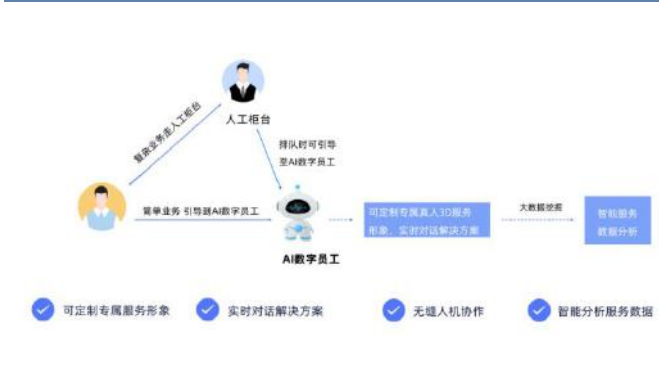 人工柜台
复杂业务走人工柜台
排队时可引导
至AI数字员工
简单业务 引导到AI数字员工
AI数字员工
可定制专属真人3D服务
形象,实时对话解决方案
大数据挖掘
智能服务
数据分析
可定制专属服务形象
实时对话解决方案
无缝人机协作
智能分析服务数据